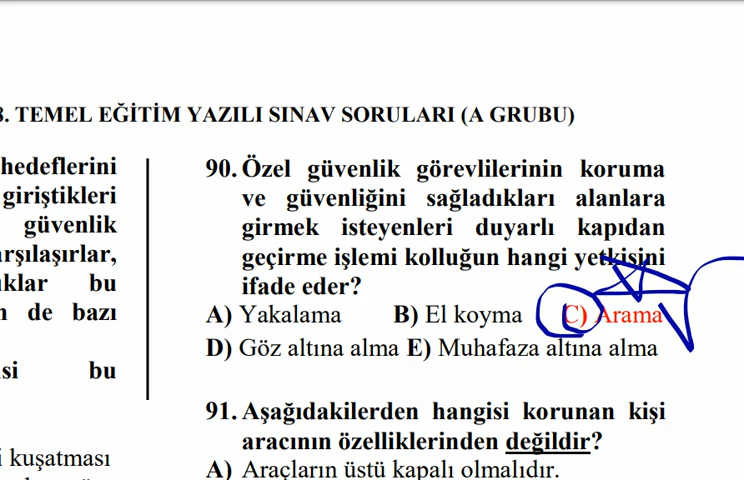 8. TEMEL EĞİTİM YAZILI SINAV SORULARI (A GRUBU)
hedeflerini
giriştikleri
güvenlik
arşılaşırlar,
ıklar bu
n de bazı
si bu
i kuşatması
90. Özel güvenlik görevlilerinin koruma
ve güvenliğini sağladıkları alanlara
girmek isteyenleri duyarlı kapıdan
geçirme işlemi kolluğun hangi yetkisini
ifade eder?
A) Yakalama B) El koyma C) Arama
D) Göz altına alma E) Muhafaza altına alma
91. Aşağıdakilerden hangisi korunan kişi
aracının özelliklerinden değildir?
A) Araçların üstü kapalı olmalıdır.